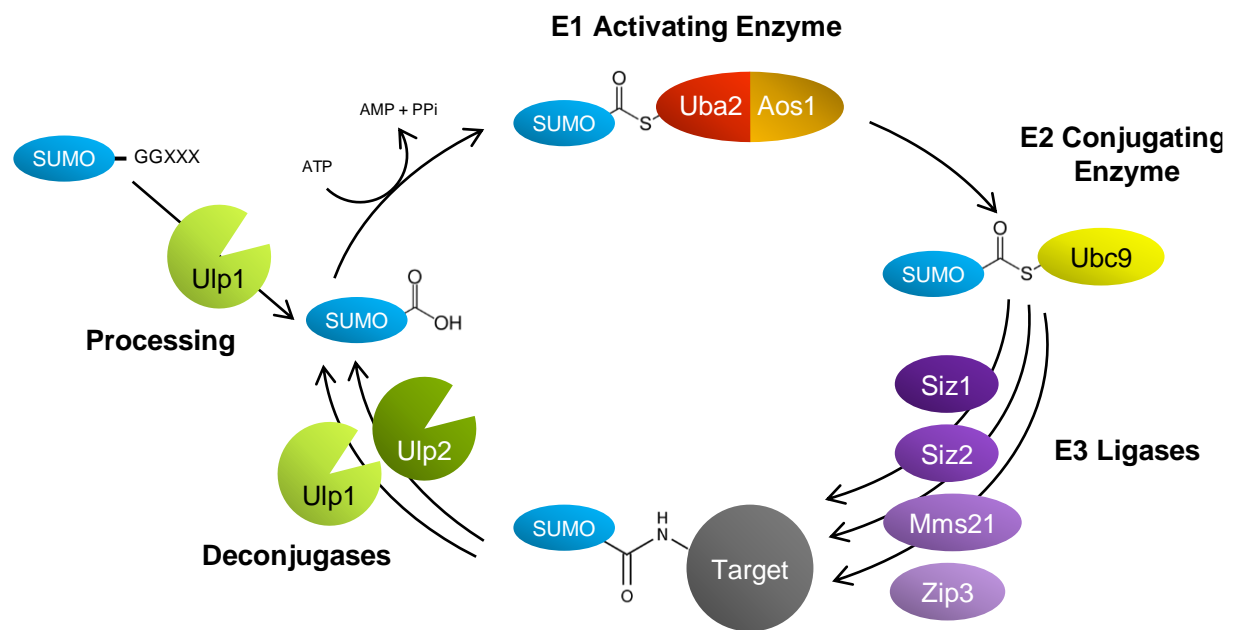 E1 Activating Enzyme
O
SUMO
S
Uba2
Aos1
AMP + PPi
ATP
SUMO
GGXXX
Ulp1
Processing
O
SUMO
OH
E2 Conjugating
Enzyme
O
SUMO
S
Ubc9
Siz1
Siz2
Mms21
Zip3
E3 Ligases
SUMO
H
N
O
Target
Ulp2
Ulp1
Deconjugases